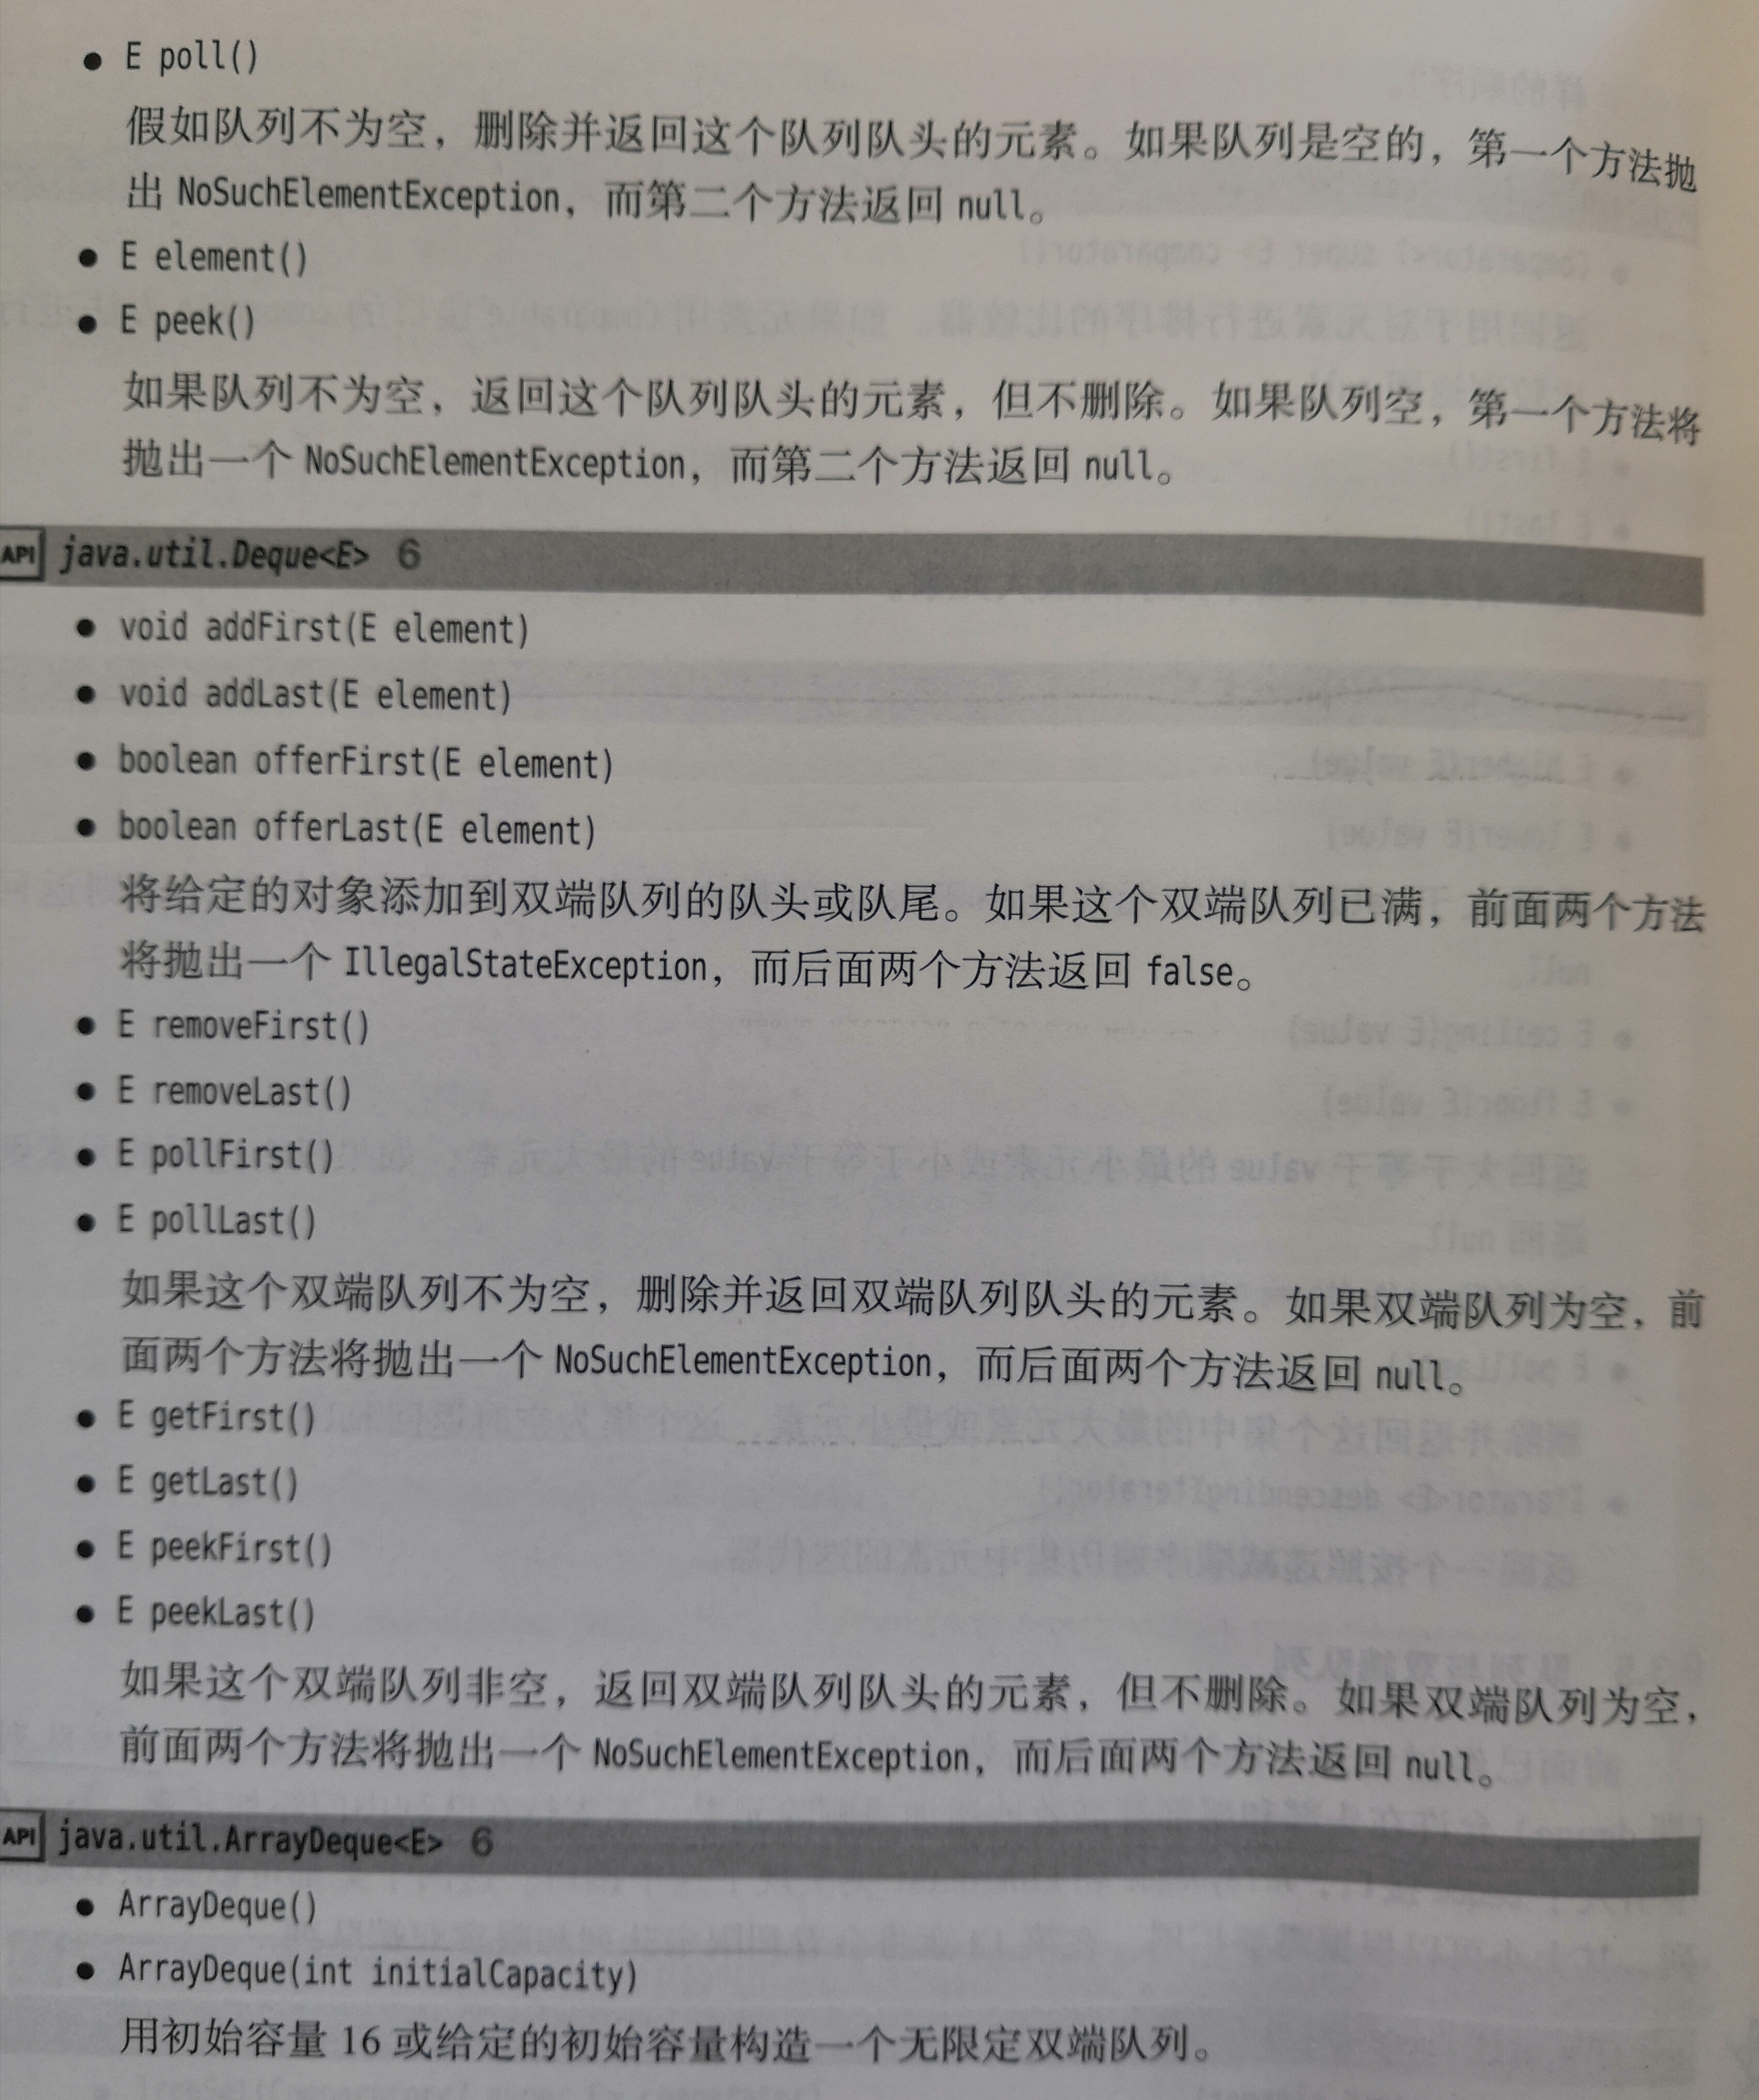 ● E poll()
假如队列不为空，删除并返回这个队列队头的元素。如果队列是空的，第一个方法抛
出 NoSuchElementException，而第二个方法返回 null。
● E element()
● E peek()
如果队列不为空，返回这个队列队头的元素，但不删除。如果队列空，第一个方法将
抛出一个 NoSuchElementException，而第二个方法返回 null。
API java.util.Deque<E> 6
● void addFirst(E element)
● void addLast(E element)
● boolean offerFirst(E element)
● boolean offerLast(E element)
将给定的对象添加到双端队列的队头或队尾。如果这个双端队列已满，前面两个方法
将抛出一个 IllegalStateException，而后面两个方法返回 false。
● E removeFirst()
● E removeLast()
● E pollFirst()
● E pollLast()
如果这个双端队列不为空，删除并返回双端队列队头的元素。如果双端队列为空，前
面两个方法将抛出一个 NoSuchElementException，而后面两个方法返回 null。
● E getFirst()
● E getLast()
● E peekFirst()
● E peekLast()
如果这个双端队列非空，返回双端队列队头的元素，但不删除。如果双端队列为空，
前面两个方法将抛出一个 NoSuchElementException，而后面两个方法返回 null。
API java.util.ArrayDeque<E> 6
● ArrayDeque()
● ArrayDeque(int initialCapacity)
用初始容量 16 或给定的初始容量构造一个无限定双端队列。